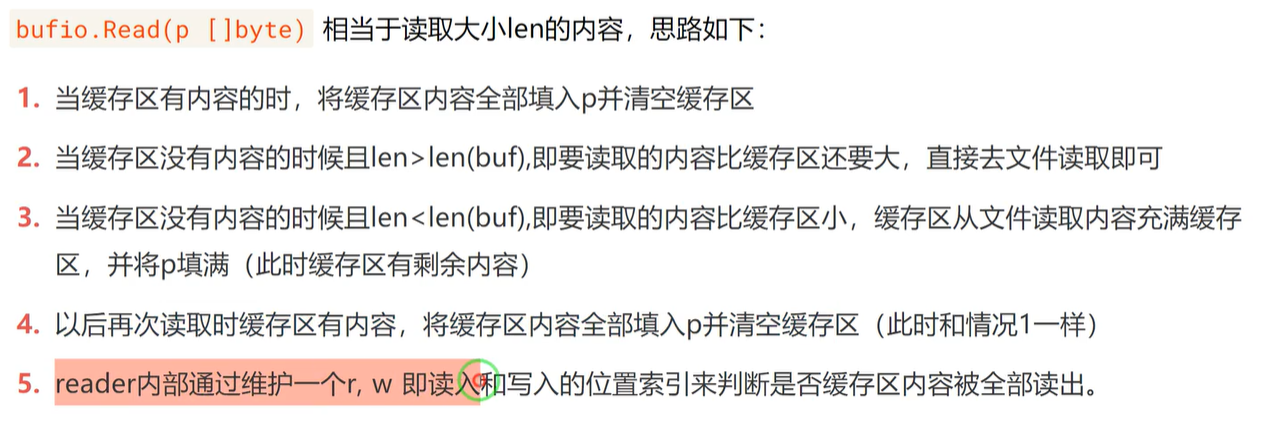 bufio.Read(p []byte) 相当于读取大小len的内容，思路如下：
1. 当缓存区有内容的时，将缓存区内容全部填入p并清空缓存区
2. 当缓存区没有内容的时候且len>len(buf),即要读取的内容比缓存区还要大，直接去文件读取即可
3. 当缓存区没有内容的时候且len<len(buf),即要读取的内容比缓存区小，缓存区从文件读取内容充满缓存
区，并将p填满（此时缓存区有剩余内容）
4. 以后再次读取时缓存区有内容，将缓存区内容全部填入p并清空缓存区（此时和情况1一样）
5. reader内部通过维护一个r, w 即读入和写入的位置索引来判断是否缓存区内容被全部读出。